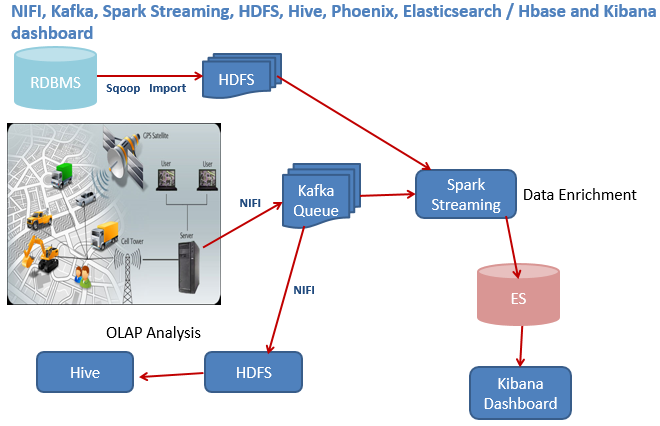 NIFI, Kafka, Spark Streaming, HDFS, Hive, Phoenix, Elasticsearch / Hbase and Kibana
dashboard
RDBMS
Sqoop Import
HDFS
GPS Satellite
User
User
Server
Cell Tower
NIFI
Kafka
Queue
Spark
Streaming
Data Enrichment
NIFI
ES
OLAP Analysis
Hive
HDFS
Kibana
Dashboard